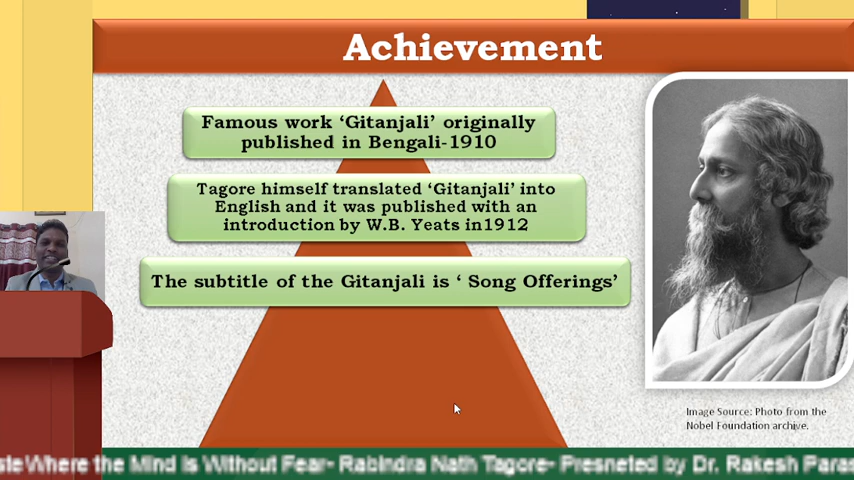 Achievement
Famous work ‘Gitanjali’ originally
published in Bengali-1910
Tagore himself translated ‘Gitanjali’ into
English and it was published with an
introduction by W.B. Yeats in1912
The subtitle of the Gitanjali is ‘ Song Offerings’
Image Source: Photo from the
Nobel Foundation archive.
Where the Mind Is Without Fear- Rabindra Nath Tagore- Presneted by Dr. Rakesh